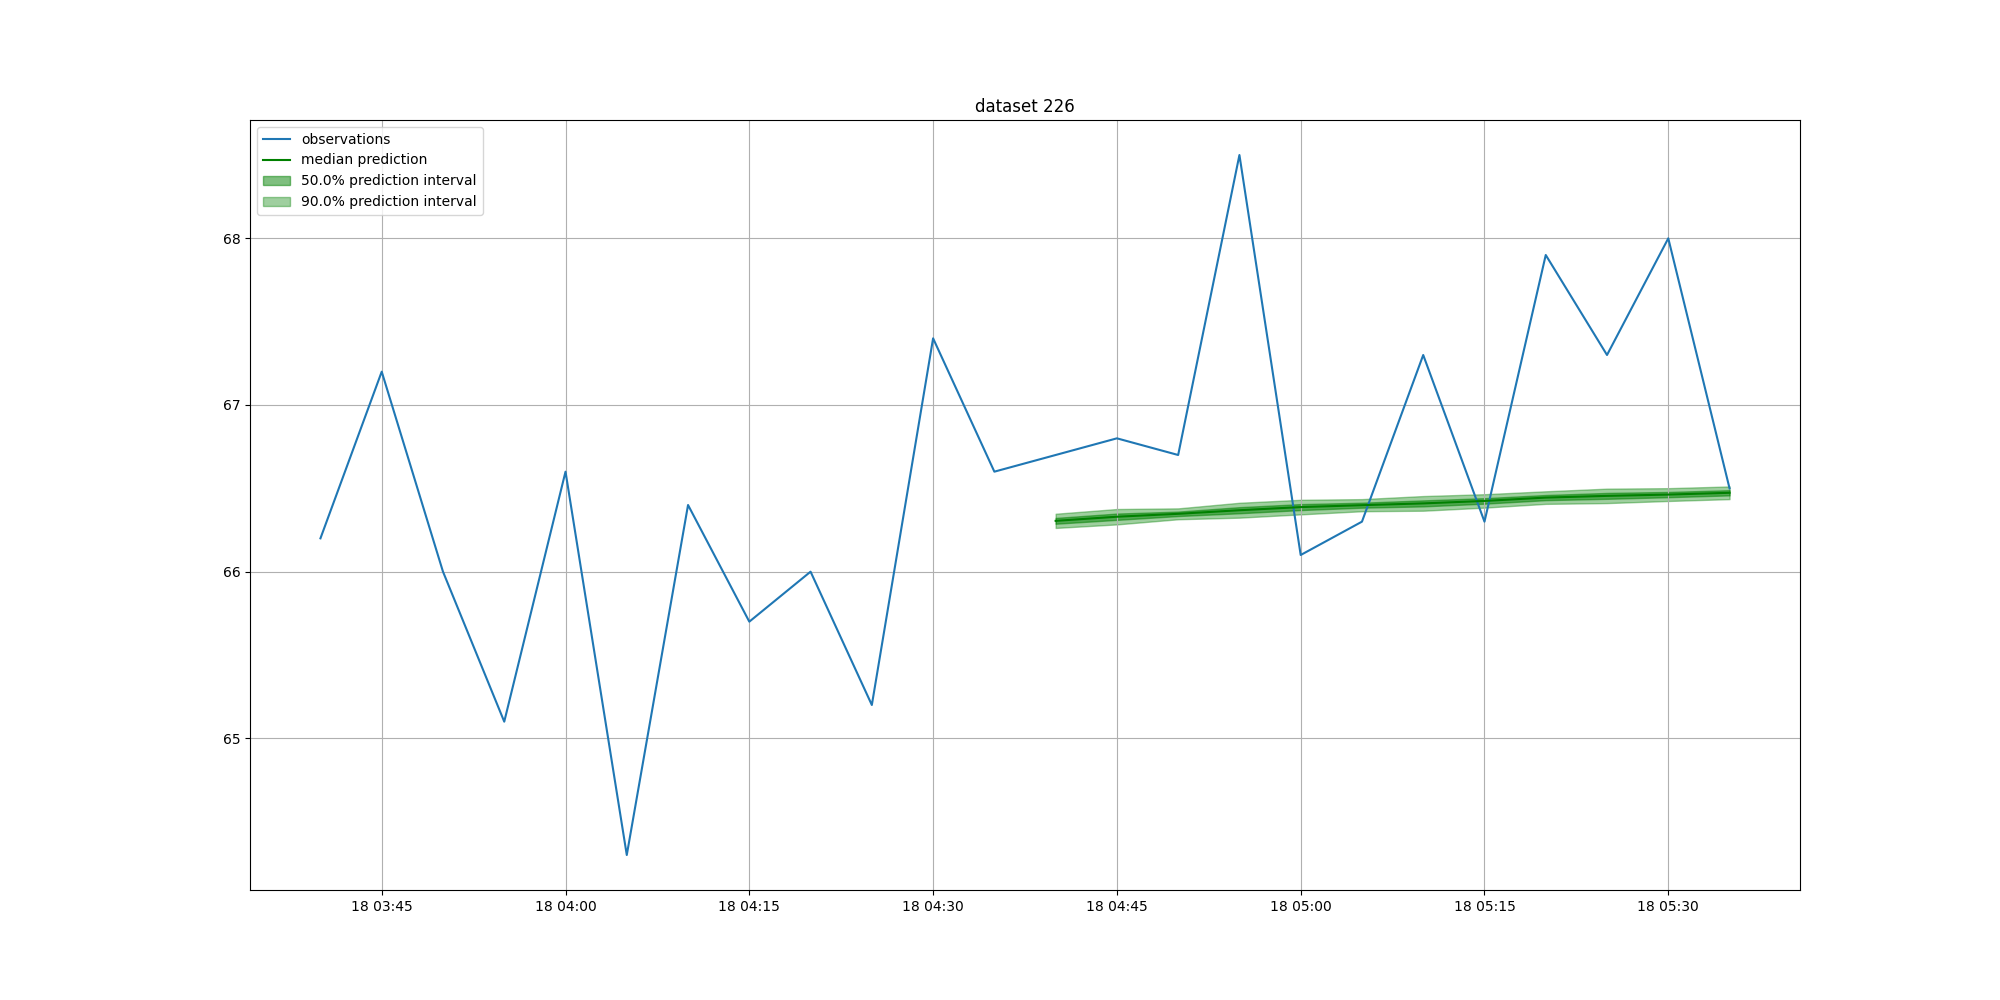 dataset 226
observations
median prediction
50.0% prediction interval
90.0% prediction interval
68
67
66
65
18 03:45
18 04:00
18 04:15
18 04:30
18 04:45
18 05:00
18 05:15
18 05:30